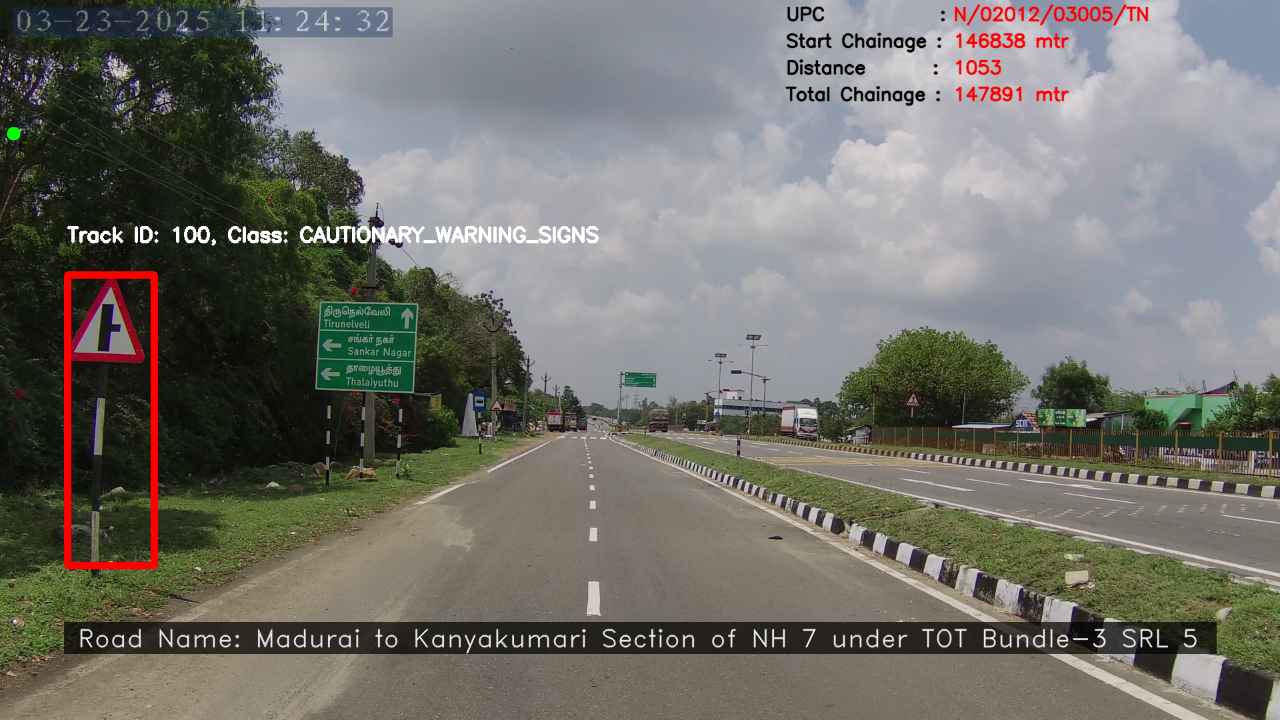 03-23-2025 11:24:32
UPC : N/02012/03005/TN
Start Chainage : 146838 mtr
Distance : 1053
Total Chainage : 147891 mtr
Track ID: 100, Class: CAUTIONARY_WARNING_SIGNS
திருநெல்வேலி
Tirunelveli
சங்கர் நகர்
Sankar Nagar
தாழையூத்து
Thalaiyuthu
Road Name: Madurai to Kanyakumari Section of NH 7 under TOT Bundle-3 SRL 5